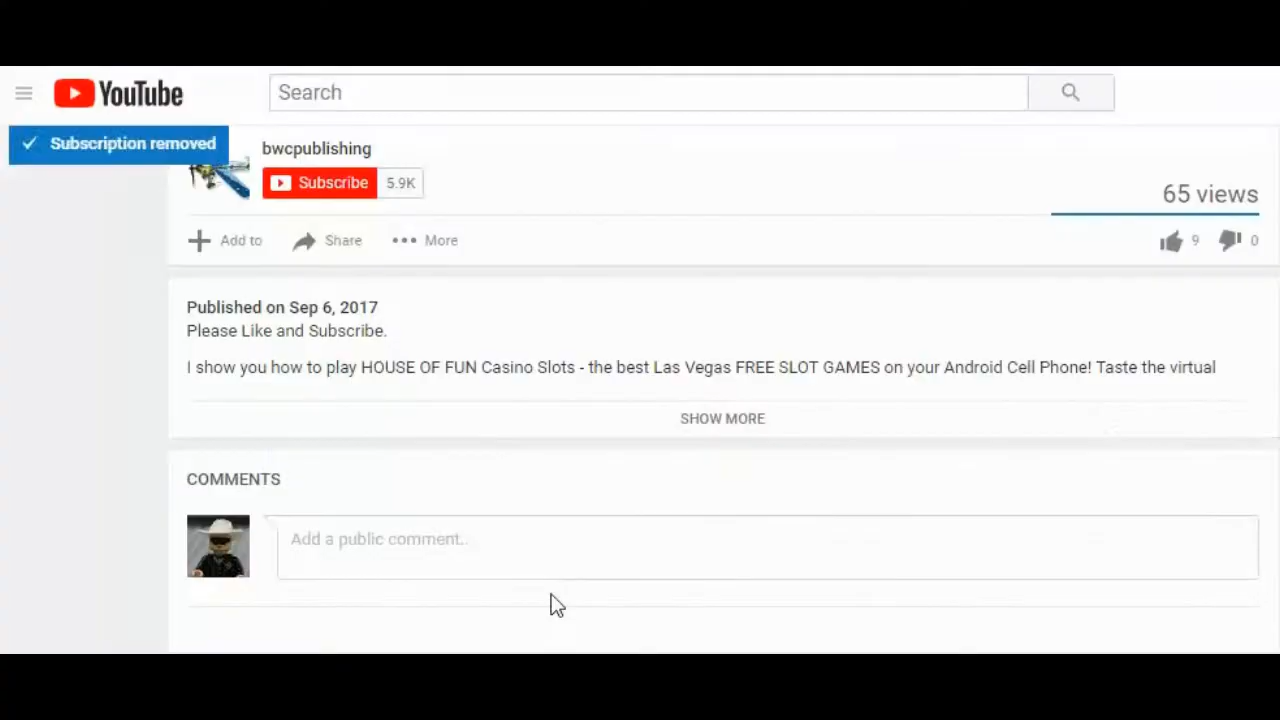 YouTube
Search
Subscription removed
bwcpublishing
Subscribe 5.9K
65 views
Add to Share More 9 0
Published on Sep 6, 2017
Please Like and Subscribe.
I show you how to play HOUSE OF FUN Casino Slots - the best Las Vegas FREE SLOT GAMES on your Android Cell Phone! Taste the virtual
SHOW MORE
COMMENTS
Add a public comment..